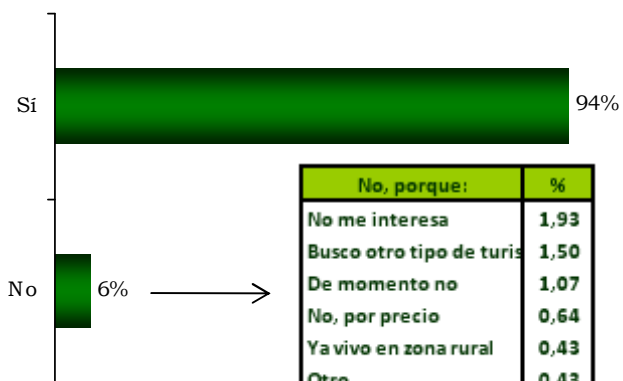 Sí 94%
No, porque: %
No me interesa 1,93
Busco otro tipo de turis 1,50
De momento no 1,07
No 6%
No, por precio 0,64
Ya vivo en zona rural 0,43
Otro 0,43